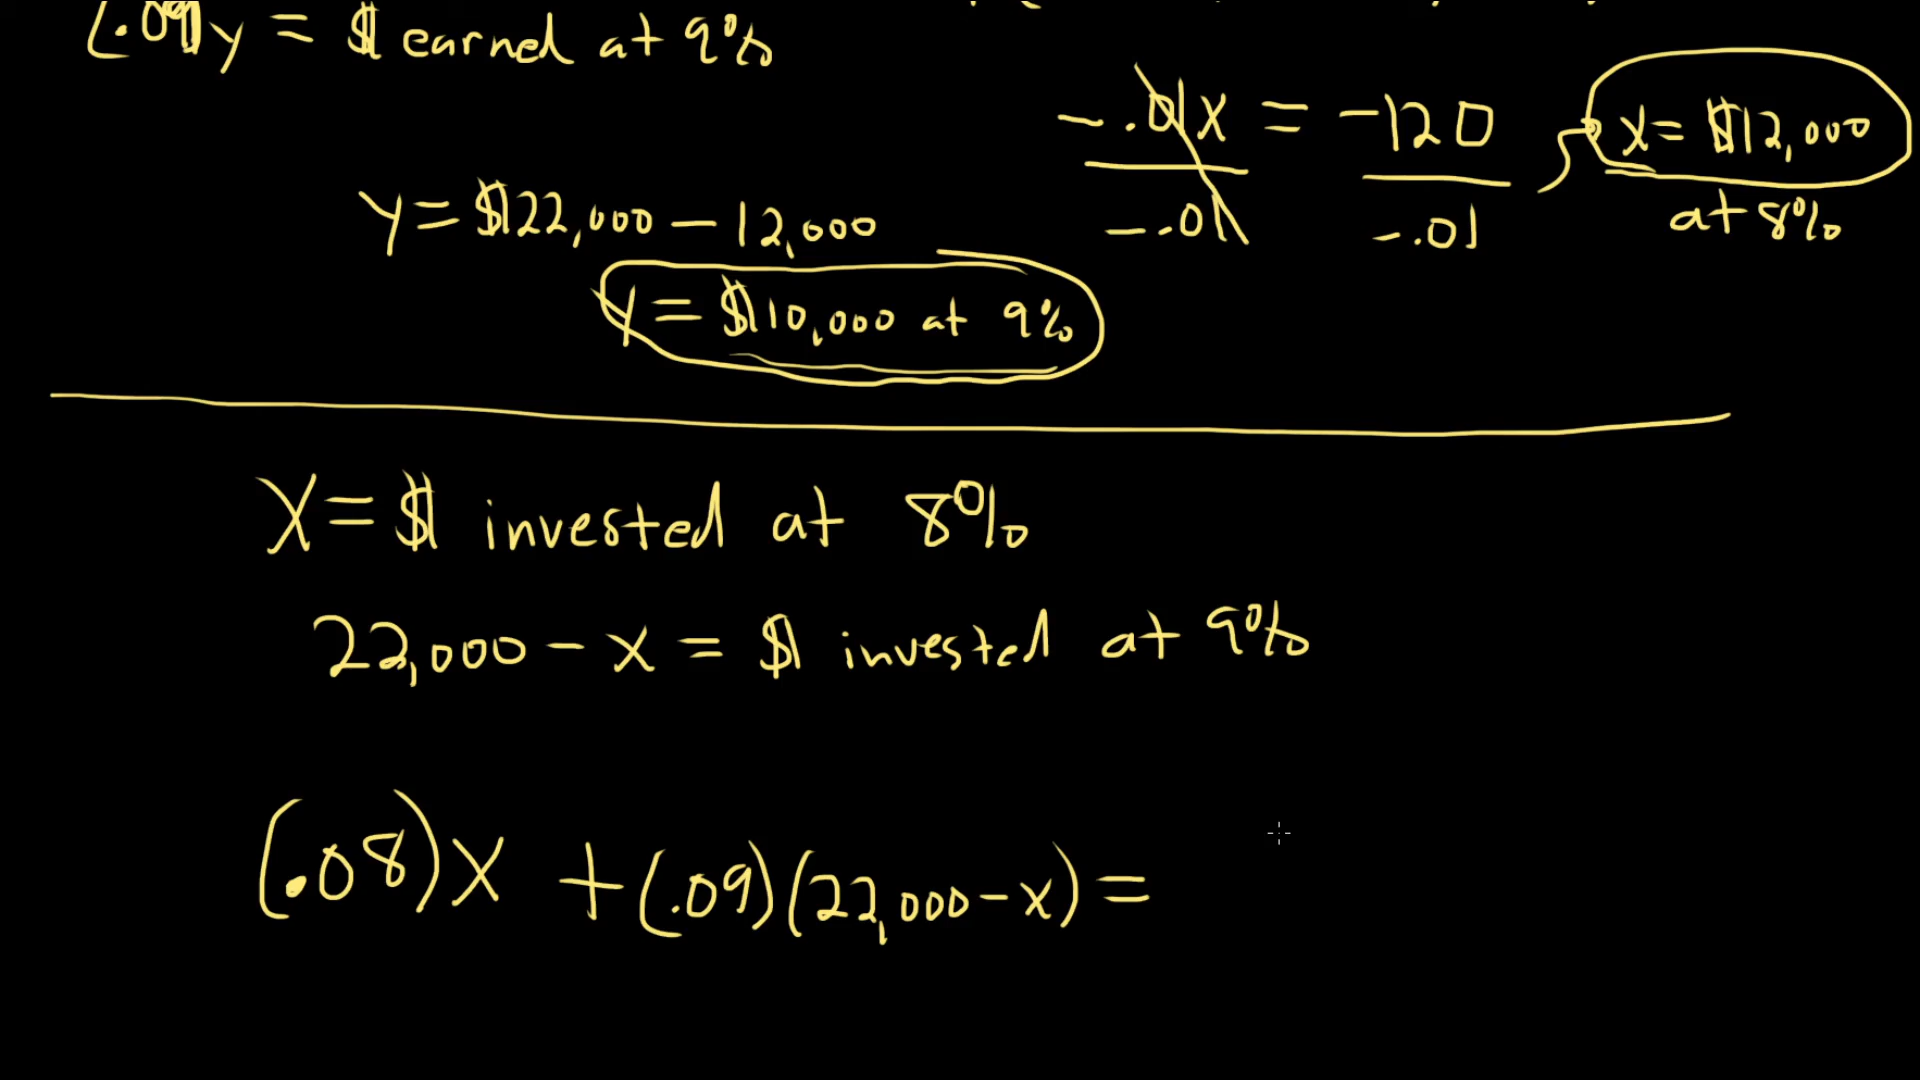 (.09)y = $ earned at 9%
-.01x = -120
x = $12,000
-.01 -.01
at 8%
y = $22,000 - 12,000
y = $10,000 at 9%
X = $ invested at 8%
22,000 - x = $ invested at 9%
(.08)x + (.09)(22,000 - x) =